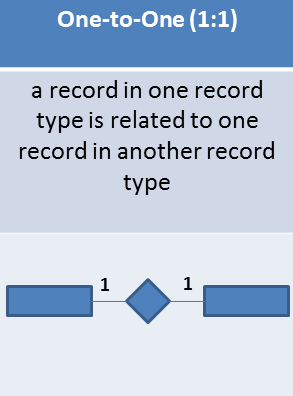 One-to-One (1:1)
a record in one record
type is related to one
record in another record
type
1 1